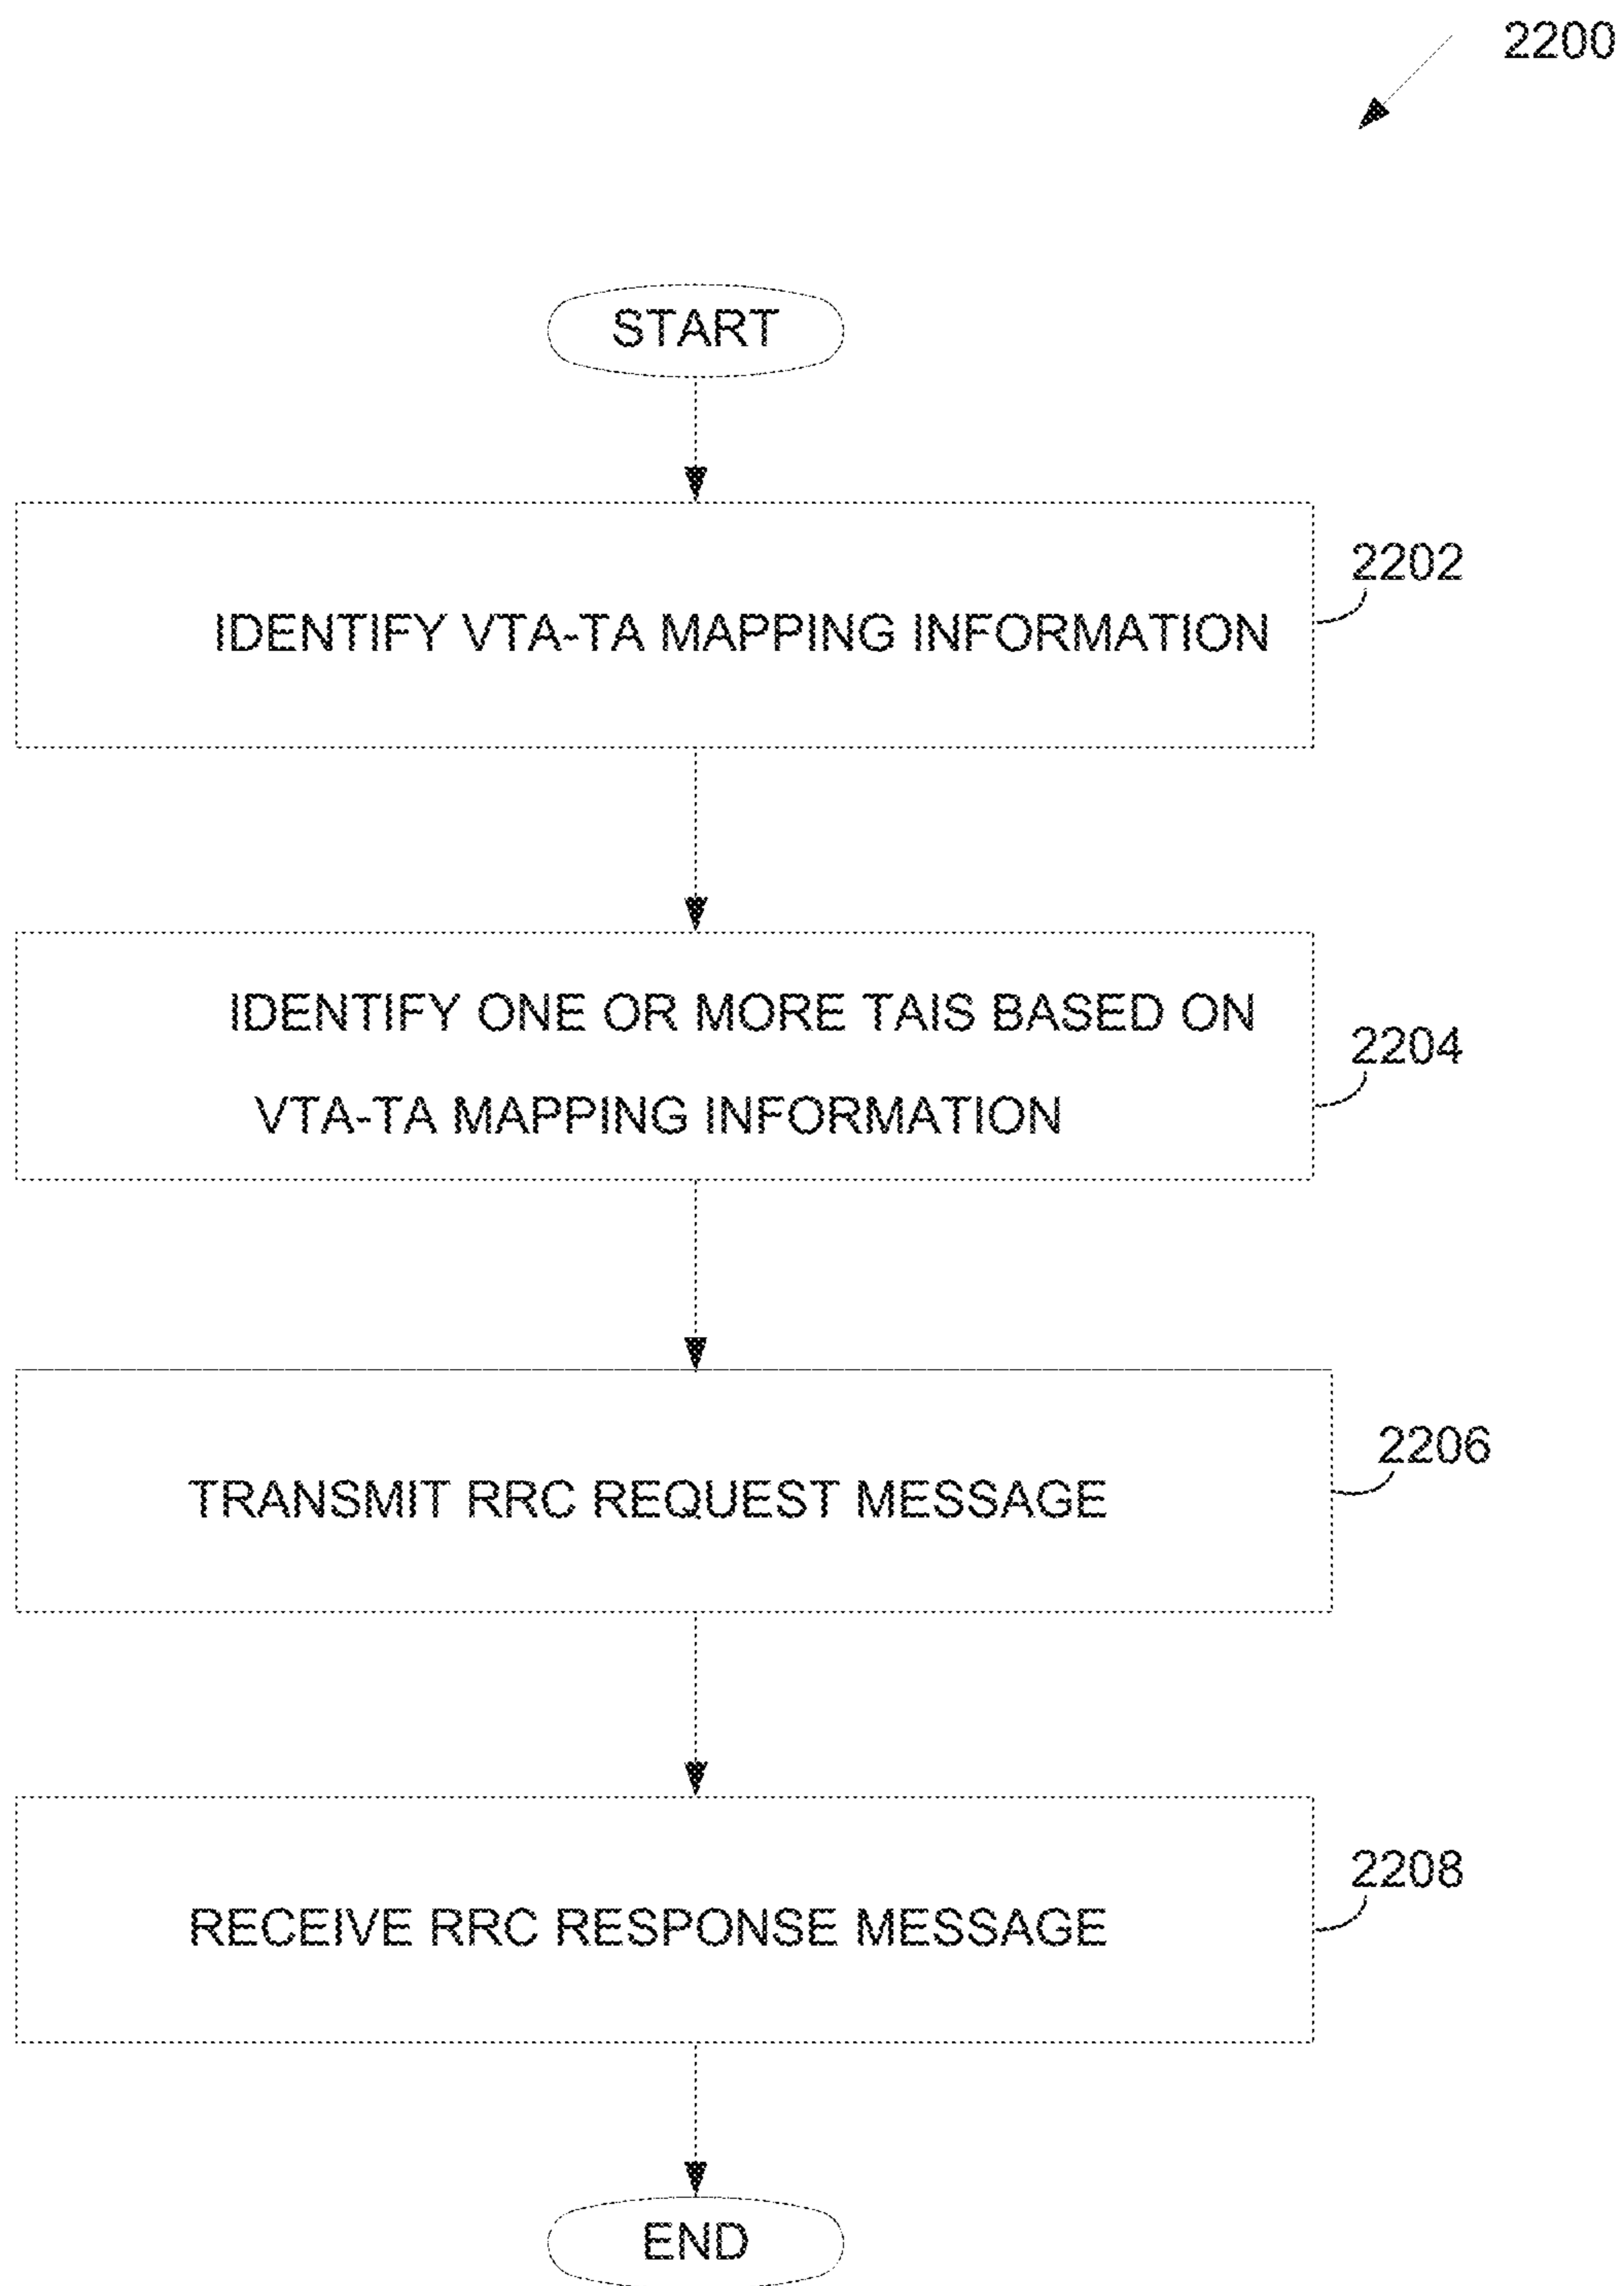 2200
START
IDENTIFY VTA-TA MAPPING INFORMATION
2202
IDENTIFY ONE OR MORE TAIS BASED ON
VTA-TA MAPPING INFORMATION
2204
TRANSMIT RRC REQUEST MESSAGE
2206
RECEIVE RRC RESPONSE MESSAGE
2208
END